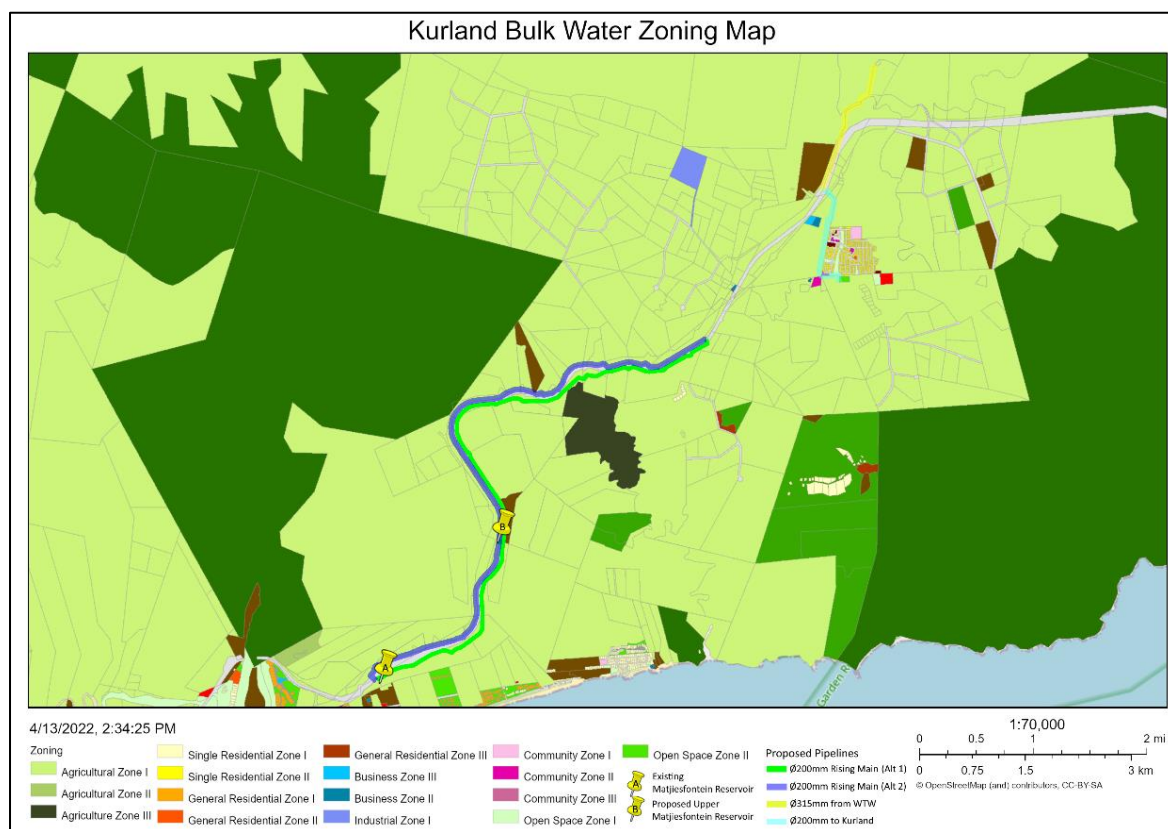 Kurland Bulk Water Zoning Map
B
A
Garden R
4/13/2022, 2:34:25 PM
Zoning
Agricultural Zone I
Agricultural Zone II
Agriculture Zone III
Single Residential Zone I
Single Residential Zone II
General Residential Zone I
General Residential Zone II
General Residential Zone III
Business Zone III
Business Zone II
Industrial Zone I
Community Zone I
Community Zone II
Community Zone III
Open Space Zone I
Open Space Zone II
A
Existing
Matjiesfontein Reservoir
B
Proposed Upper
Matjiesfontein Reservoir
Proposed Pipelines
Ø200mm Rising Main (Alt 1)
Ø200mm Rising Main (Alt 2)
Ø315mm from WTW
Ø200mm to Kurland
1:70,000
0 0.5 1 2 mi
0 0.75 1.5 3 km
© OpenStreetMap (and) contributors, CC-BY-SA